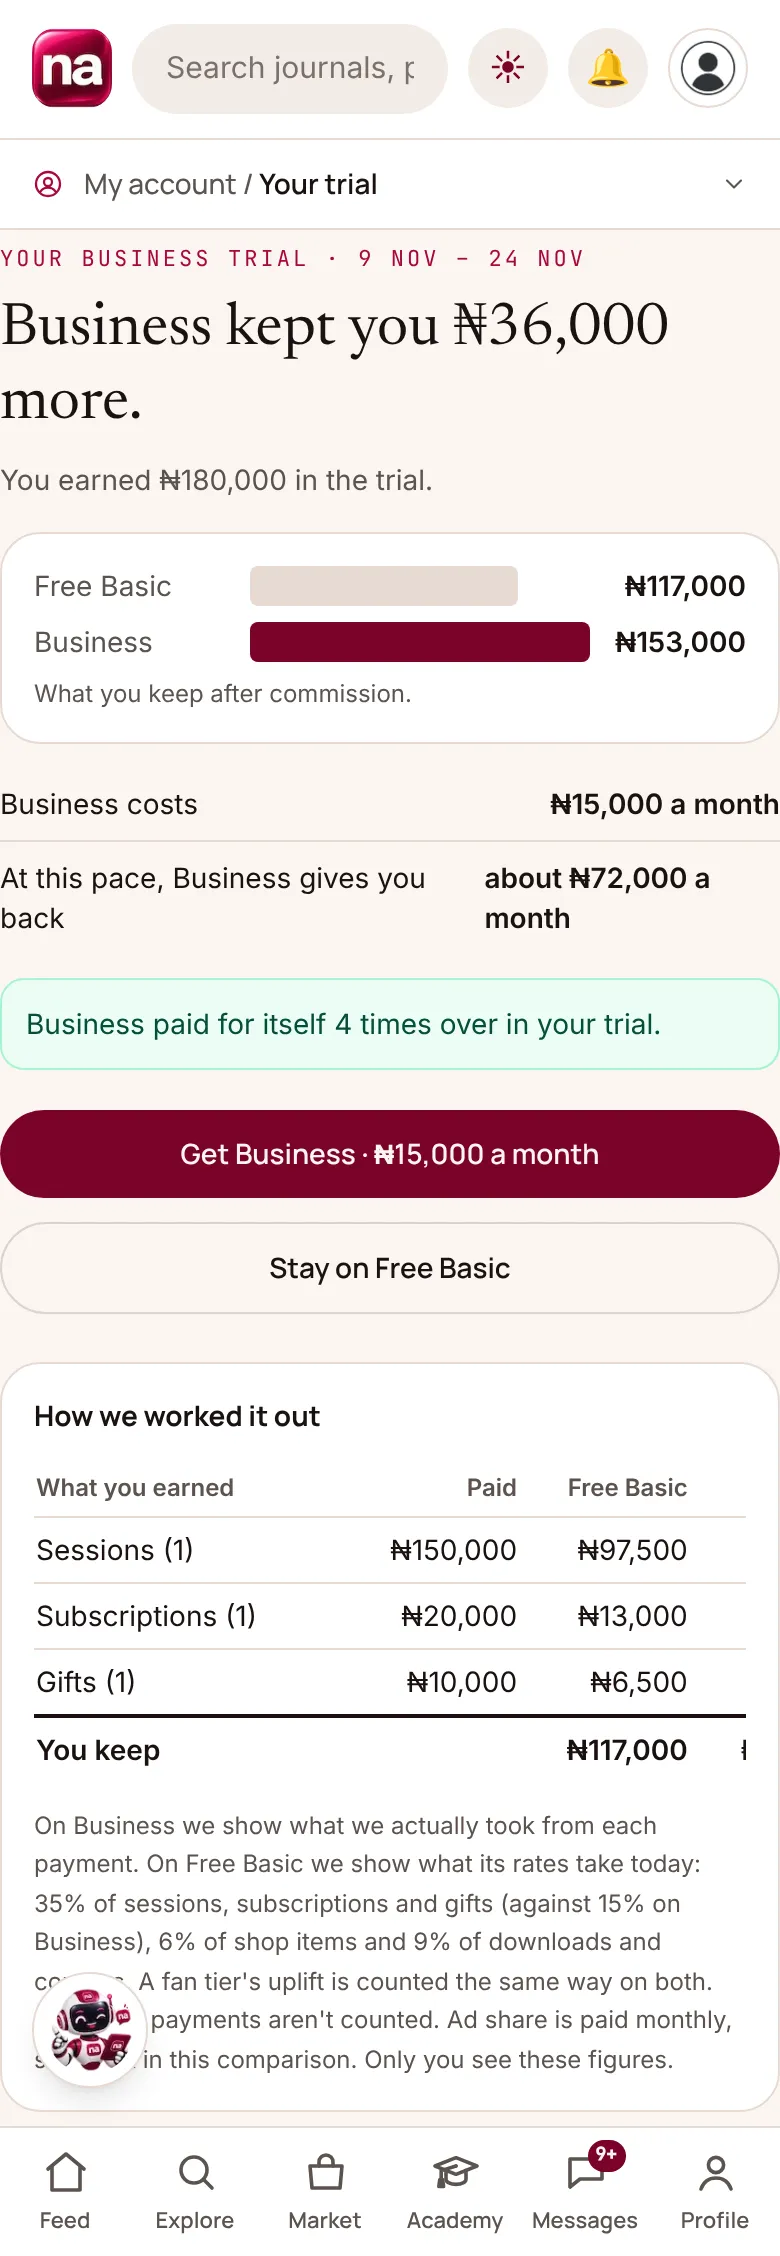 na
Search journals, p
My account / Your trial
YOUR BUSINESS TRIAL · 9 NOV – 24 NOV
Business kept you ₦36,000
more.
You earned ₦180,000 in the trial.
Free Basic ₦117,000
Business ₦153,000
What you keep after commission.
Business costs ₦15,000 a month
At this pace, Business gives you back
about ₦72,000 a month
Business paid for itself 4 times over in your trial.
Get Business · ₦15,000 a month
Stay on Free Basic
How we worked it out
What you earned Paid Free Basic
Sessions (1) ₦150,000 ₦97,500
Subscriptions (1) ₦20,000 ₦13,000
Gifts (1) ₦10,000 ₦6,500
You keep ₦117,000
On Business we show what we actually took from each
payment. On Free Basic we show what its rates take today:
35% of sessions, subscriptions and gifts (against 15% on
Business), 6% of shop items and 9% of downloads and
A fan tier's uplift is counted the same way on both.
payments aren't counted. Ad share is paid monthly,
in this comparison. Only you see these figures.
9+
Feed Explore Market Academy Messages Profile